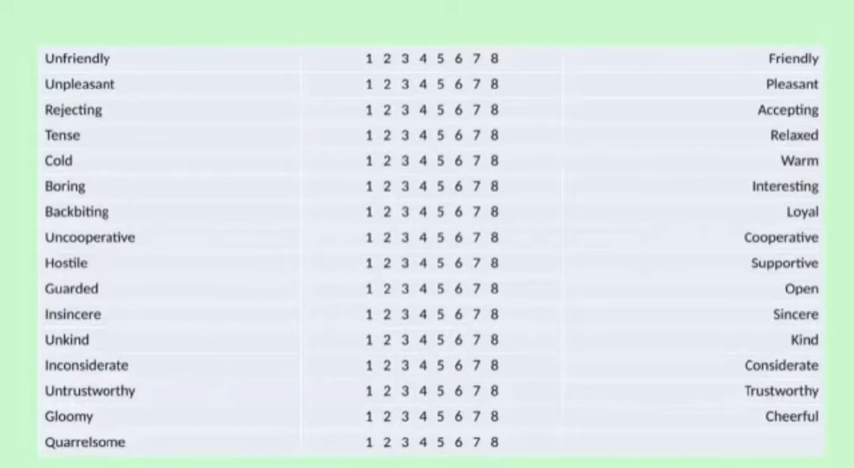 Unfriendly 1 2 3 4 5 6 7 8 Friendly
Unpleasant 1 2 3 4 5 6 7 8 Pleasant
Rejecting 1 2 3 4 5 6 7 8 Accepting
Tense 1 2 3 4 5 6 7 8 Relaxed
Cold 1 2 3 4 5 6 7 8 Warm
Boring 1 2 3 4 5 6 7 8 Interesting
Backbiting 1 2 3 4 5 6 7 8 Loyal
Uncooperative 1 2 3 4 5 6 7 8 Cooperative
Hostile 1 2 3 4 5 6 7 8 Supportive
Guarded 1 2 3 4 5 6 7 8 Open
Insincere 1 2 3 4 5 6 7 8 Sincere
Unkind 1 2 3 4 5 6 7 8 Kind
Inconsiderate 1 2 3 4 5 6 7 8 Considerate
Untrustworthy 1 2 3 4 5 6 7 8 Trustworthy
Gloomy 1 2 3 4 5 6 7 8 Cheerful
Quarrelsome 1 2 3 4 5 6 7 8